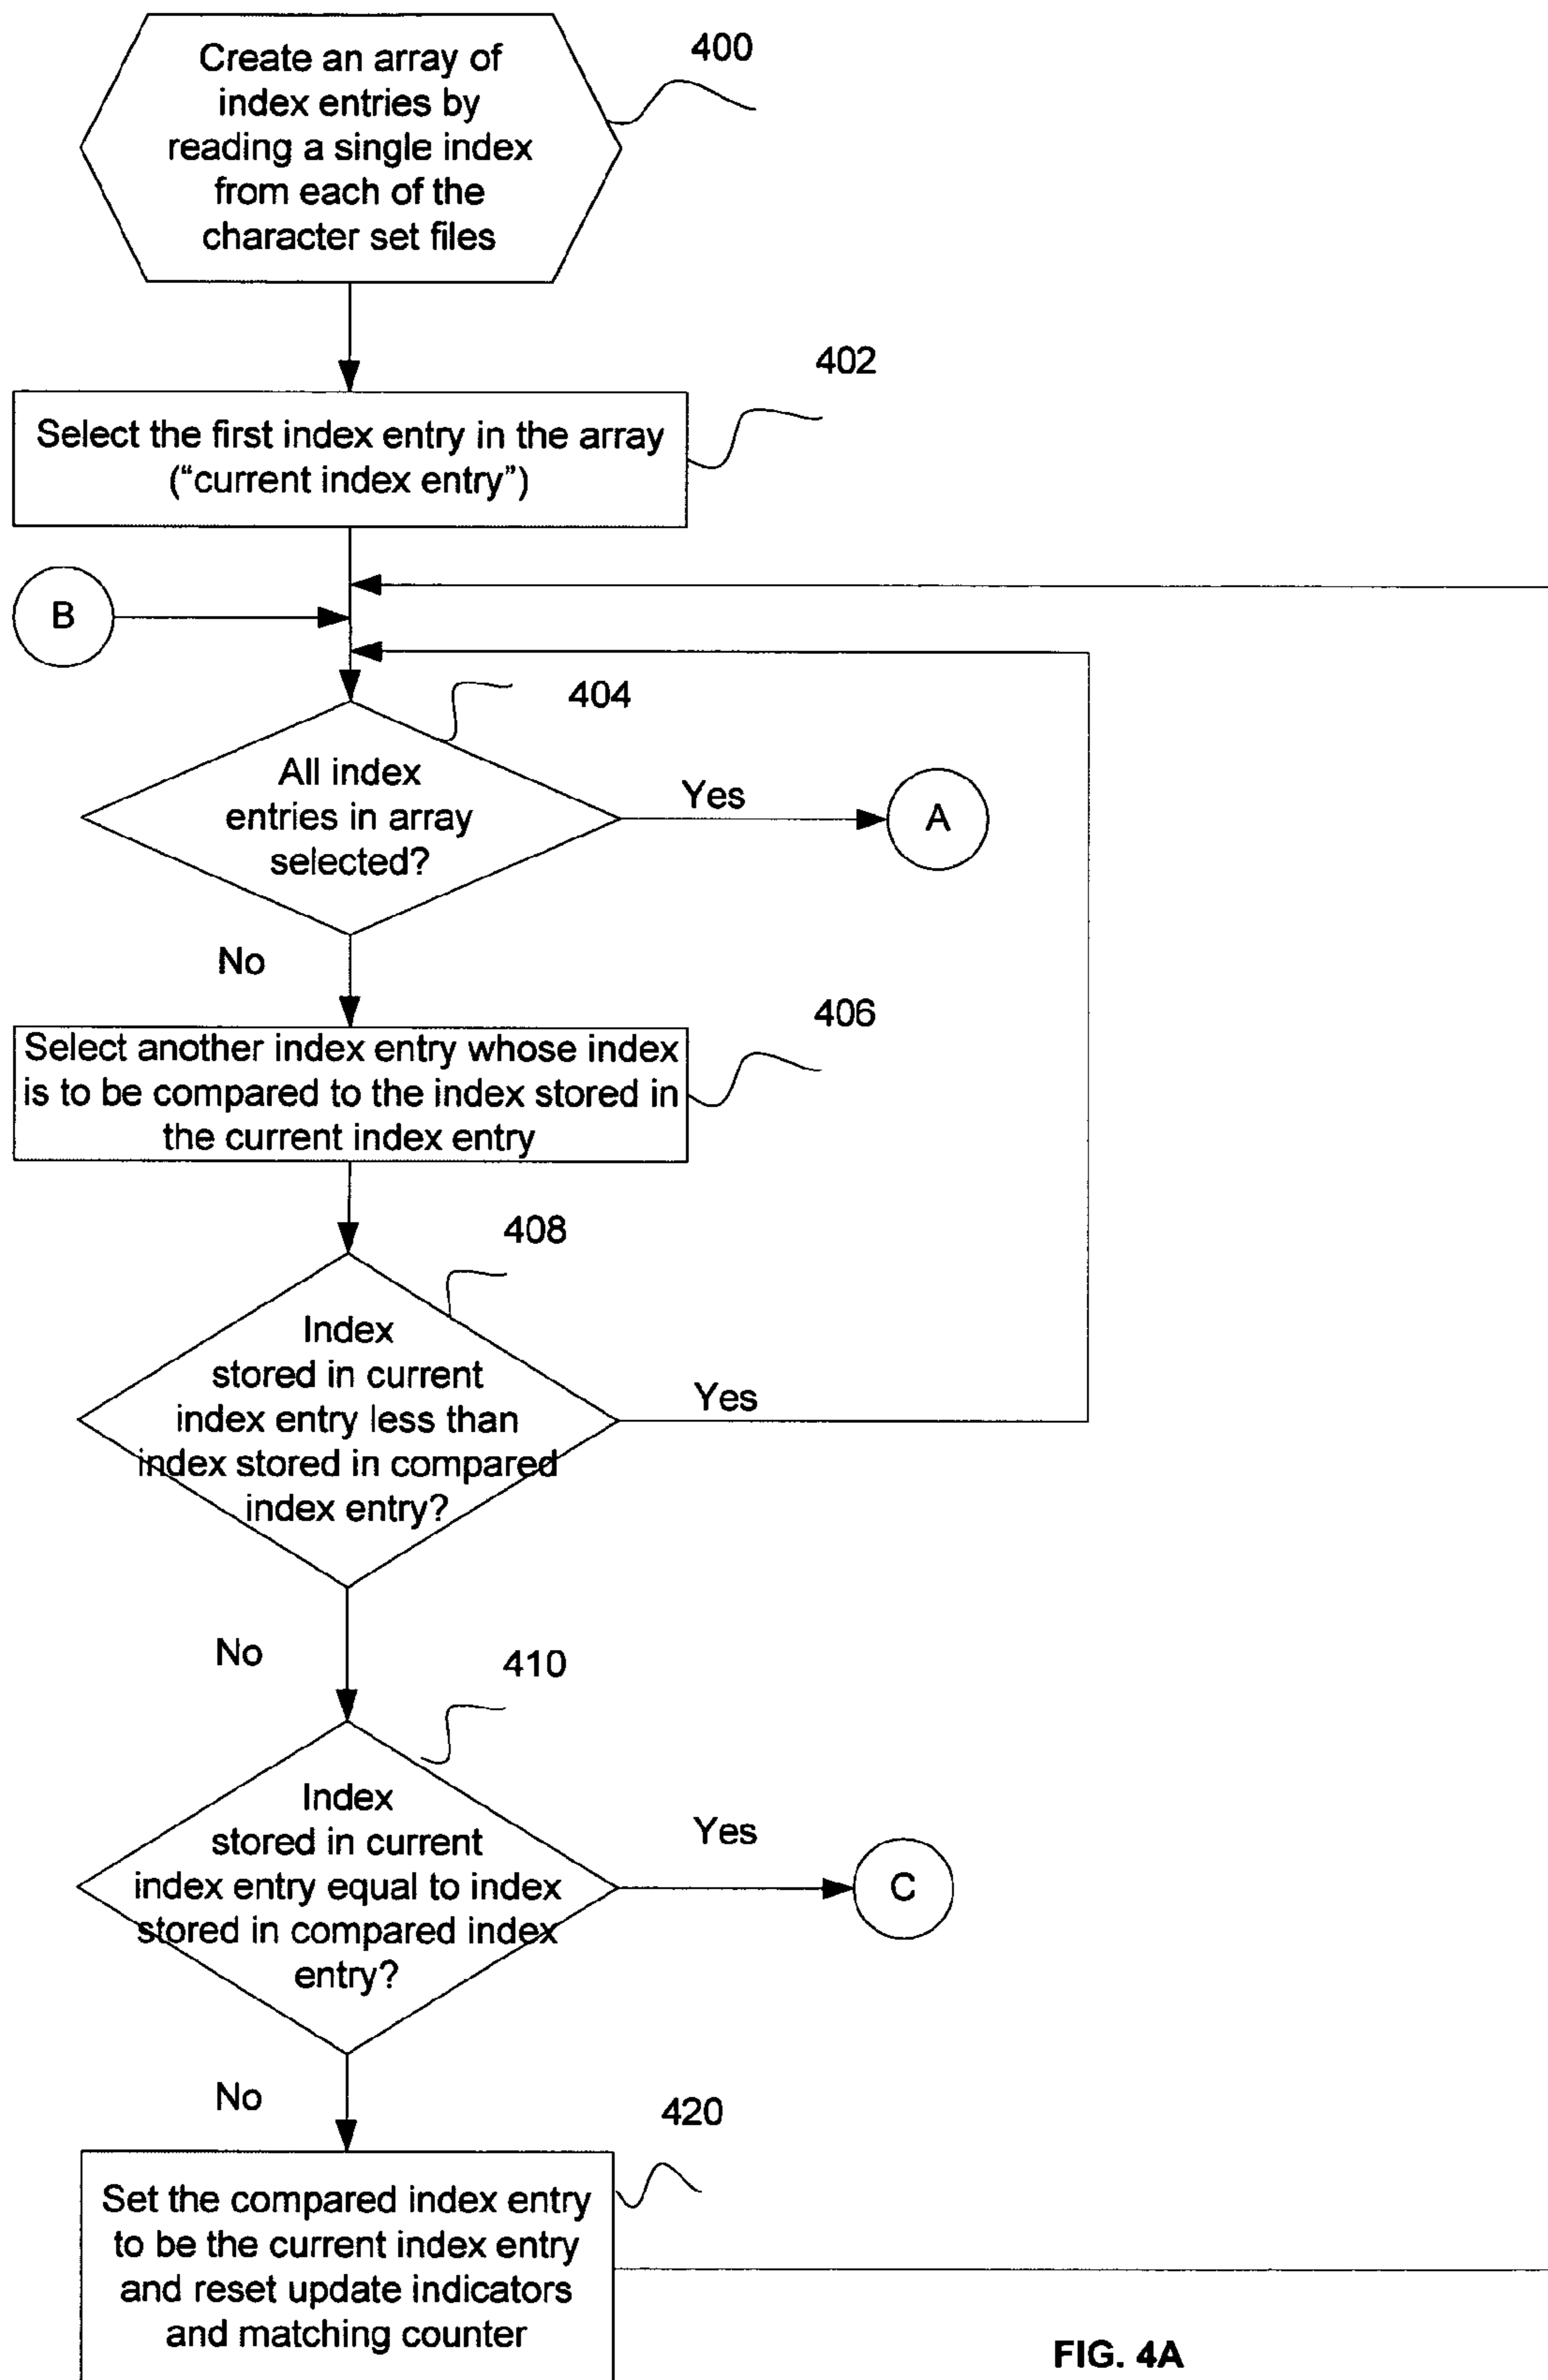 Create an array of
index entries by
reading a single index
from each of the
character set files
400
Select the first index entry in the array
(“current index entry”)
402
B
All index
entries in array
selected?
404
Yes
A
No
Select another index entry whose index
is to be compared to the index stored in
the current index entry
406
Index
stored in current
index entry less than
index stored in compared
index entry?
408
Yes
No
Index
stored in current
index entry equal to index
stored in compared index
entry?
410
Yes
C
No
Set the compared index entry
to be the current index entry
and reset update indicators
and matching counter
420
FIG. 4A